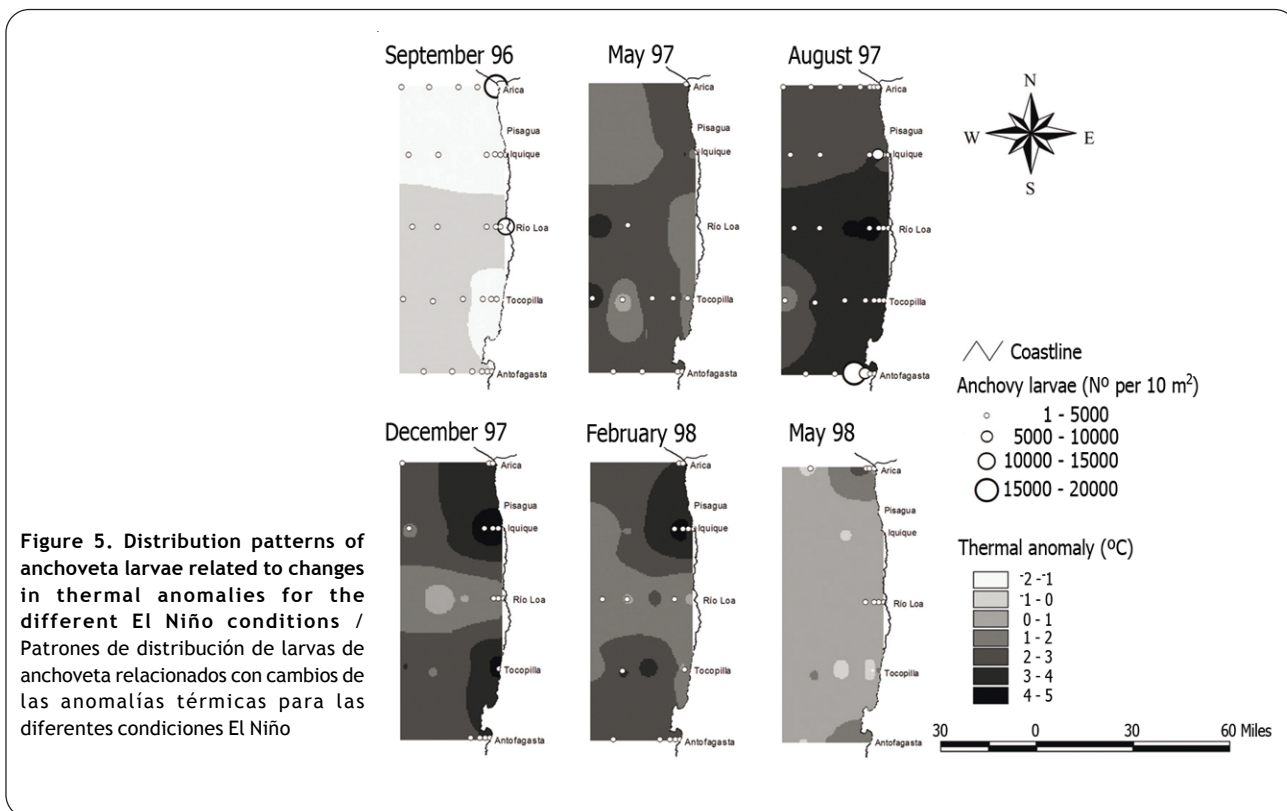 September 96
May 97
August 97
Arica
Pisagua
Iquique
Río Loa
Tocopilla
Antofagasta
Arica
Pisagua
Iquique
Río Loa
Tocopilla
Antofagasta
Arica
Pisagua
Iquique
Río Loa
Tocopilla
Antofagasta
N
W E
S
December 97
February 98
May 98
Arica
Pisagua
Iquique
Río Loa
Tocopilla
Antofagasta
Arica
Pisagua
Iquique
Río Loa
Tocopilla
Antofagasta
Arica
Pisagua
Iquique
Río Loa
Tocopilla
Antofagasta
Coastline
Anchovy larvae (Nº per 10 m²)
1 - 5000
5000 - 10000
10000 - 15000
15000 - 20000
Thermal anomaly (ºC)
-2 - -1
-1 - 0
0 - 1
1 - 2
2 - 3
3 - 4
4 - 5
30 0 30 60 Miles
Figure 5. Distribution patterns of
anchoveta larvae related to changes
in thermal anomalies for the
different El Niño conditions /
Patrones de distribución de larvas de
anchoveta relacionados con cambios de
las anomalías térmicas para las
diferentes condiciones El Niño